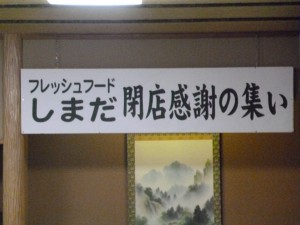 フレッシュフード
しまだ 閉店感謝の集い